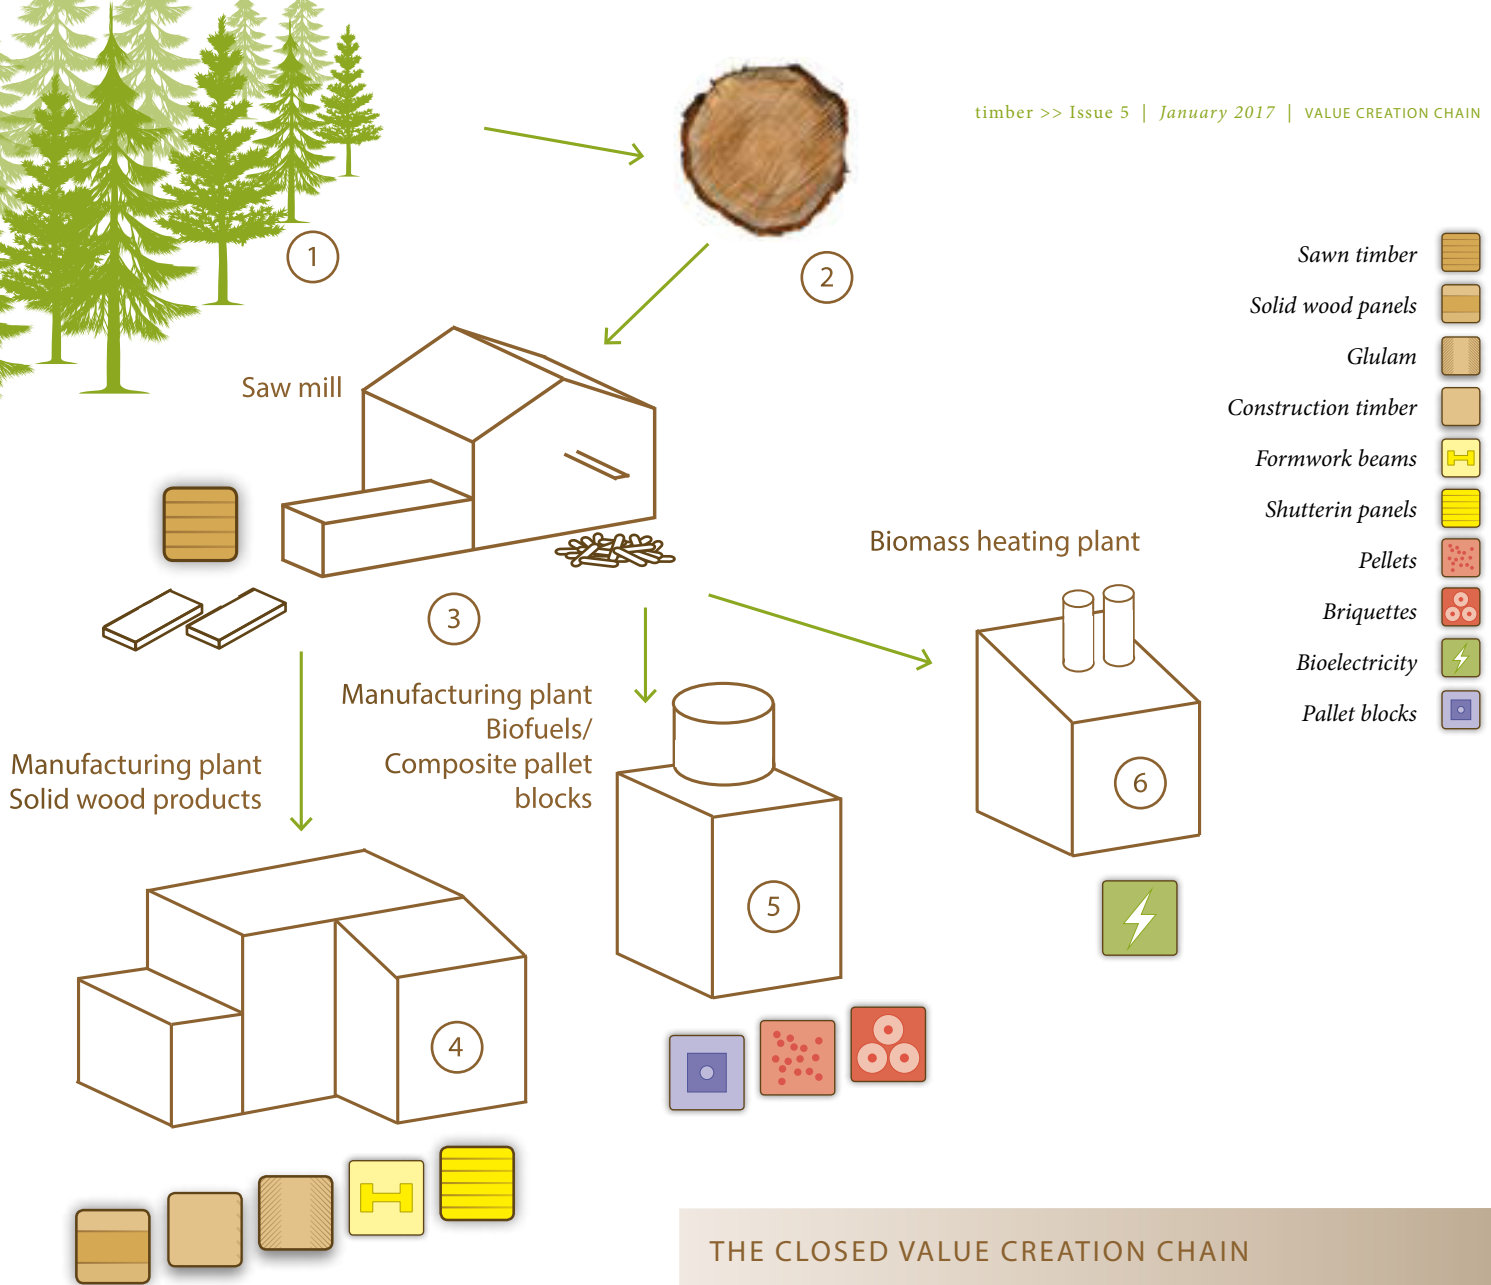 timber >> Issue 5 | January 2017 | VALUE CREATION CHAIN
1
2
Sawn timber
Solid wood panels
Glulam
Construction timber
Formwork beams
Shutterin panels
Pellets
Briquettes
Bioelectricity
Pallet blocks
Saw mill
3
Biomass heating plant
6
Manufacturing plant
Biofuels/
Composite pallet
blocks
5
Manufacturing plant
Solid wood products
4
THE CLOSED VALUE CREATION CHAIN